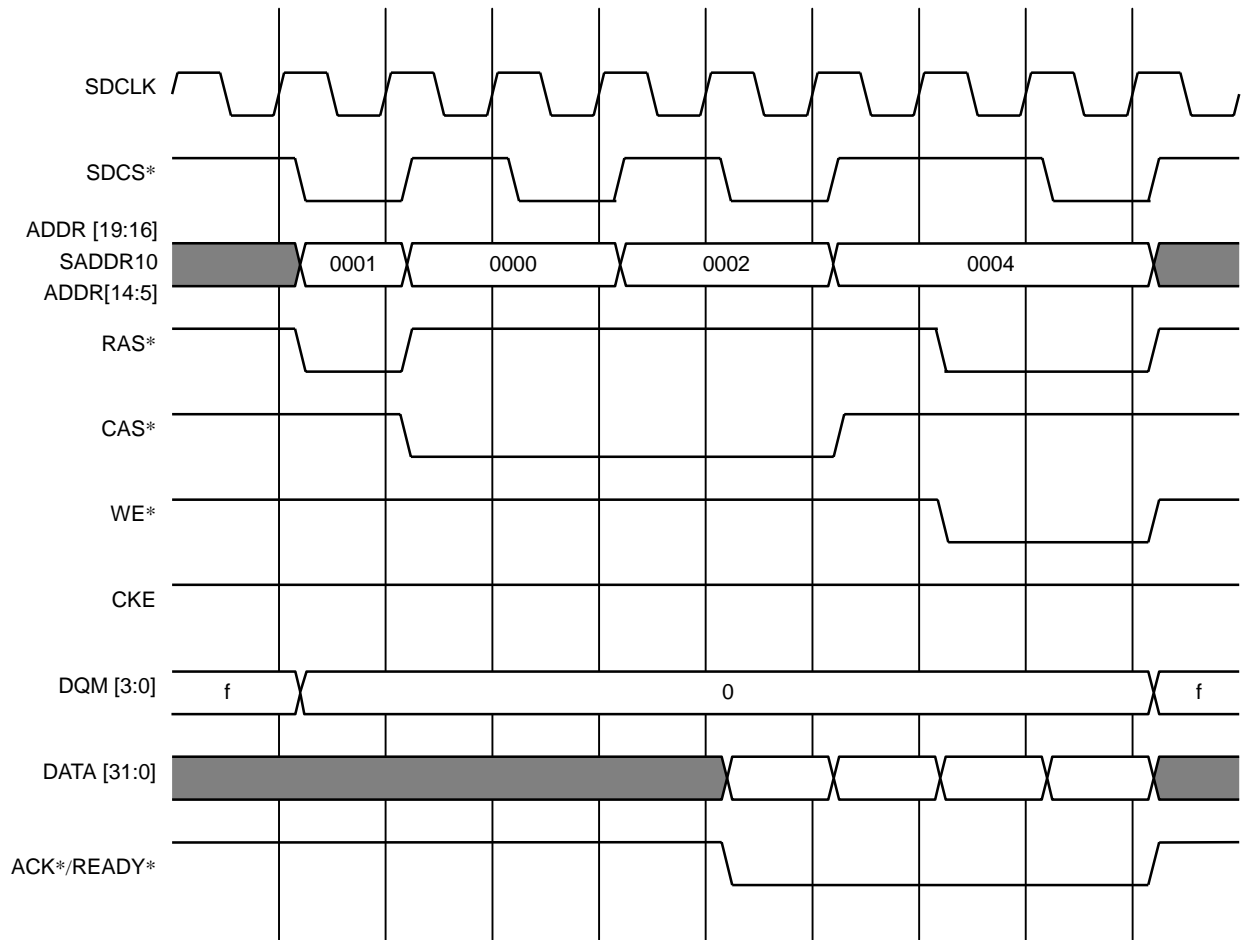 SDCLK
SDCS*
ADDR [19:16]
SADDR10
ADDR[14:5]
0001 0000 0002 0004
RAS*
CAS*
WE*
CKE
DQM [3:0] f 0 f
DATA [31:0]
ACK*/READY*